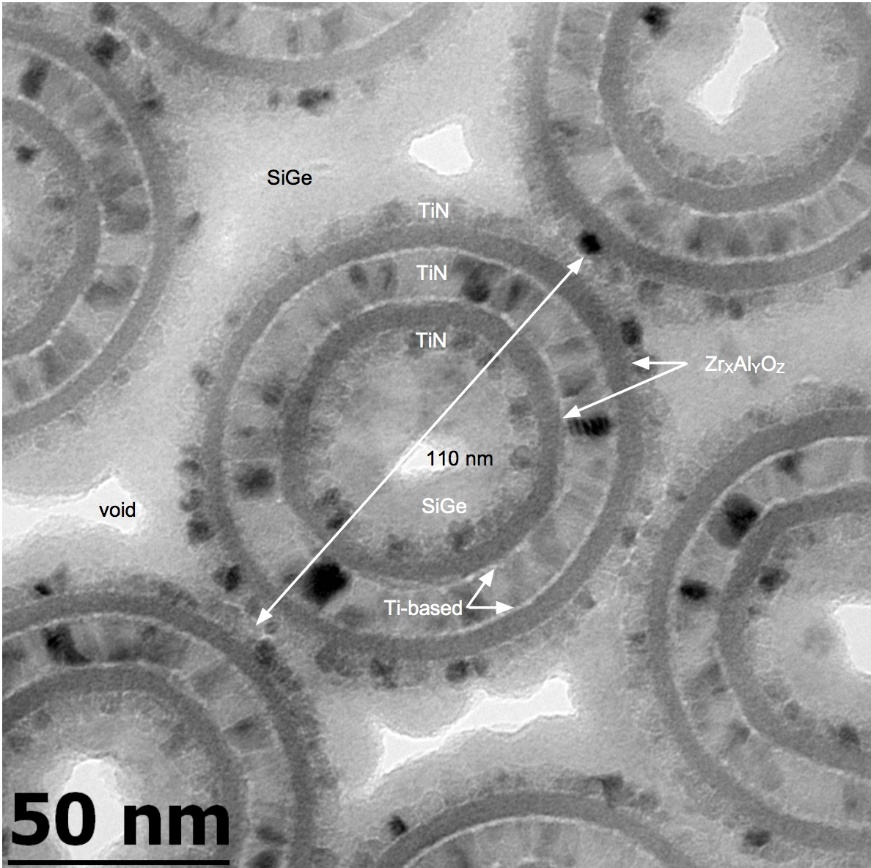 SiGe
TiN
TiN
TiN
ZrXAlYOZ
110 nm
SiGe
void
Ti-based
50 nm